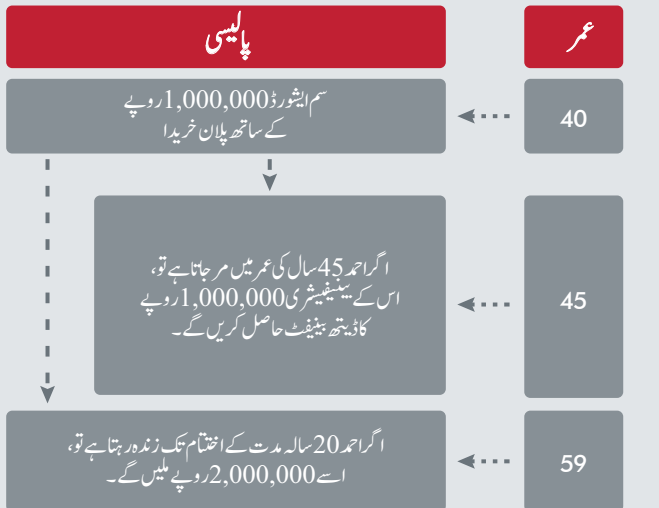 عمر
پالیسی
40
سم ایشورڈ 1,000,000 روپے
کے ساتھ پلان خریدا
45
اگر احمد 45 سال کی عمر میں مر جاتا ہے تو،
اس کے بینیفیشری 1,000,000 روپے
کا ڈیتھ بینیفٹ حاصل کریں گے۔
59
اگر احمد 20 سالہ مدت کے اختتام تک زندہ رہتا ہے تو،
اسے 2,000,000 روپے ملیں گے۔